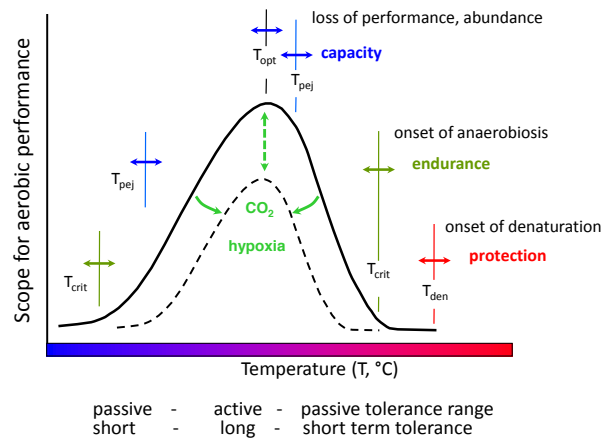 loss of performance, abundance
T_opt
capacity
T_pej
onset of anaerobiosis
endurance
T_pej
CO₂
hypoxia
onset of denaturation
protection
T_crit
T_crit
T_den
Scope for aerobic performance
Temperature (T, °C)
passive - active - passive tolerance range
short - long - short term tolerance